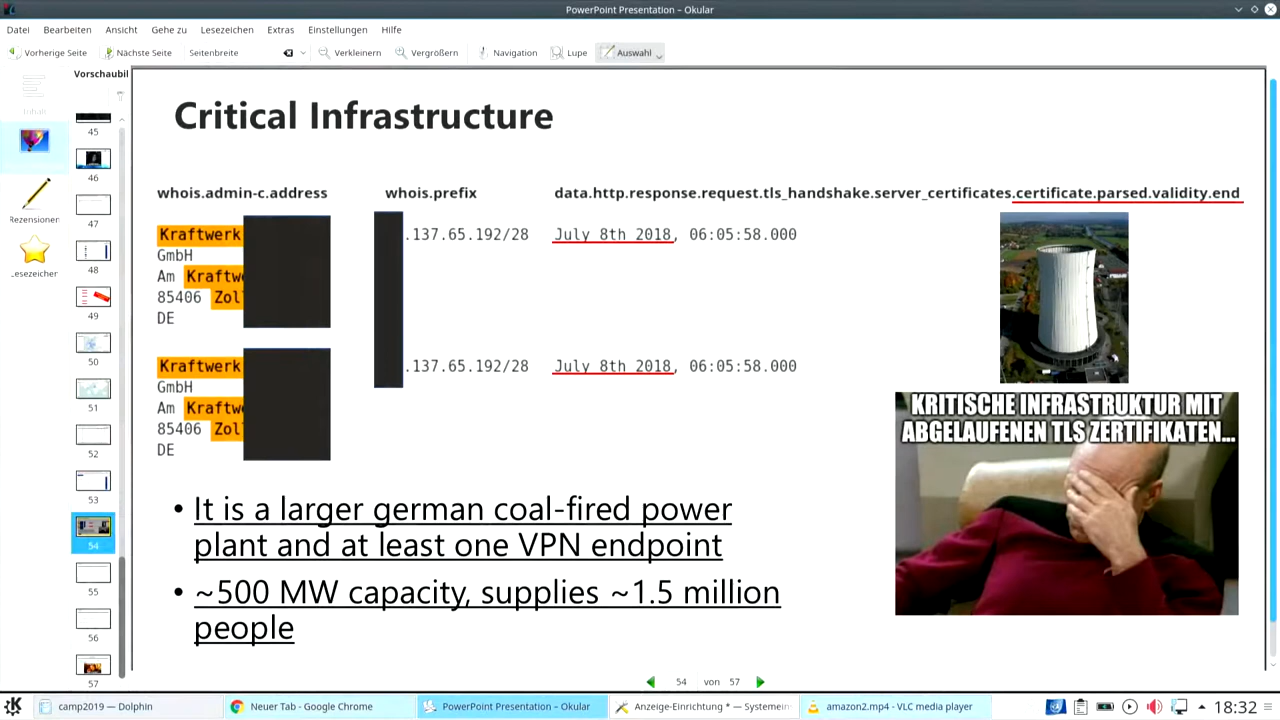 PowerPoint Presentation – Okular
Datei Bearbeiten Ansicht Gehe zu Lesezeichen Extras Einstellungen Hilfe
Vorherige Seite Nächste Seite Seitenbreite Verkleinern Vergrößern Navigation Lupe Auswahl
Vorschaubil
Inhalt
Rezensionen
Lesezeichen
45
46
47
48
49
50
51
52
53
54
55
56
57
Critical Infrastructure
whois.admin-c.address whois.prefix data.http.response.request.tls_handshake.server_certificates.certificate.parsed.validity.end
Kraftwerk .137.65.192/28 July 8th 2018, 06:05:58.000
GmbH
Am Kraftw
85406 Zol
DE
Kraftwerk .137.65.192/28 July 8th 2018, 06:05:58.000
GmbH
Am Kraftw
85406 Zol
DE
KRITISCHE INFRASTRUKTUR MIT
ABGELAUFENEN TLS ZERTIFIKATEN...
• It is a larger german coal-fired power
plant and at least one VPN endpoint
• ~500 MW capacity, supplies ~1.5 million
people
54 von 57
camp2019 — Dolphin Neuer Tab - Google Chrome PowerPoint Presentation - Okular Anzeige-Einrichtung * — Systemein amazon2.mp4 - VLC media player 18:32